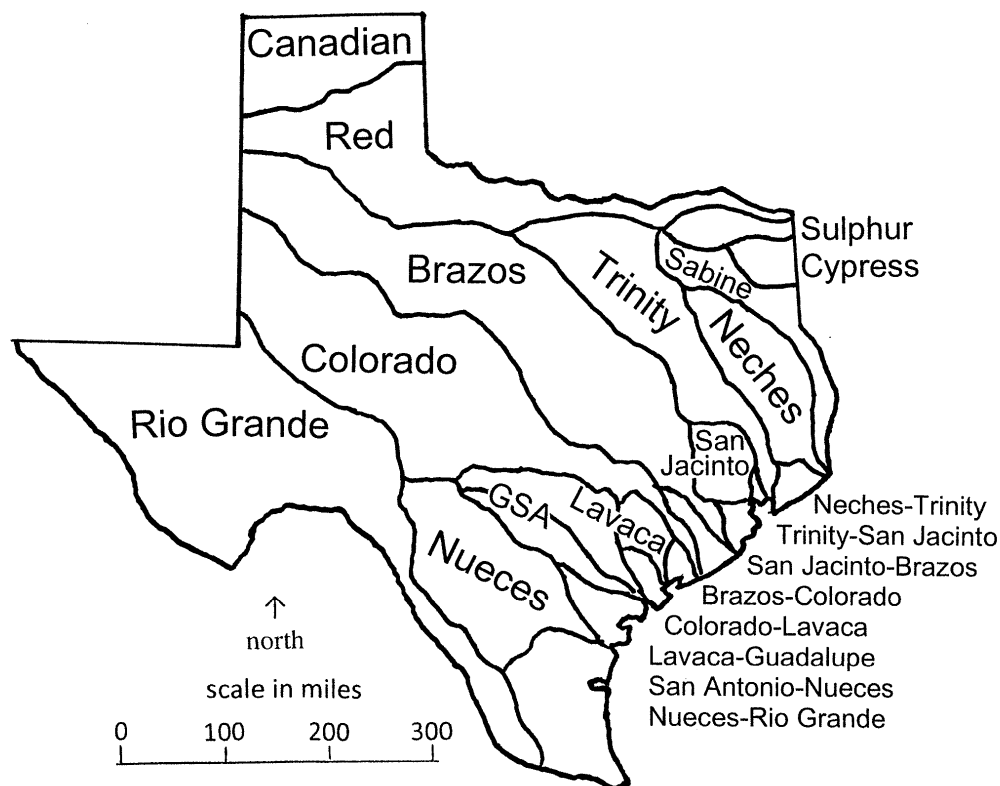 Canadian
Red
Sulphur
Cypress
Brazos
Trinity
Sabine
Neches
Colorado
Rio Grande
San
Jacinto
GSA
Lavaca
Nueces
Neches-Trinity
Trinity-San Jacinto
San Jacinto-Brazos
Brazos-Colorado
Colorado-Lavaca
Lavaca-Guadalupe
San Antonio-Nueces
Nueces-Rio Grande
↑
north
scale in miles
0 100 200 300